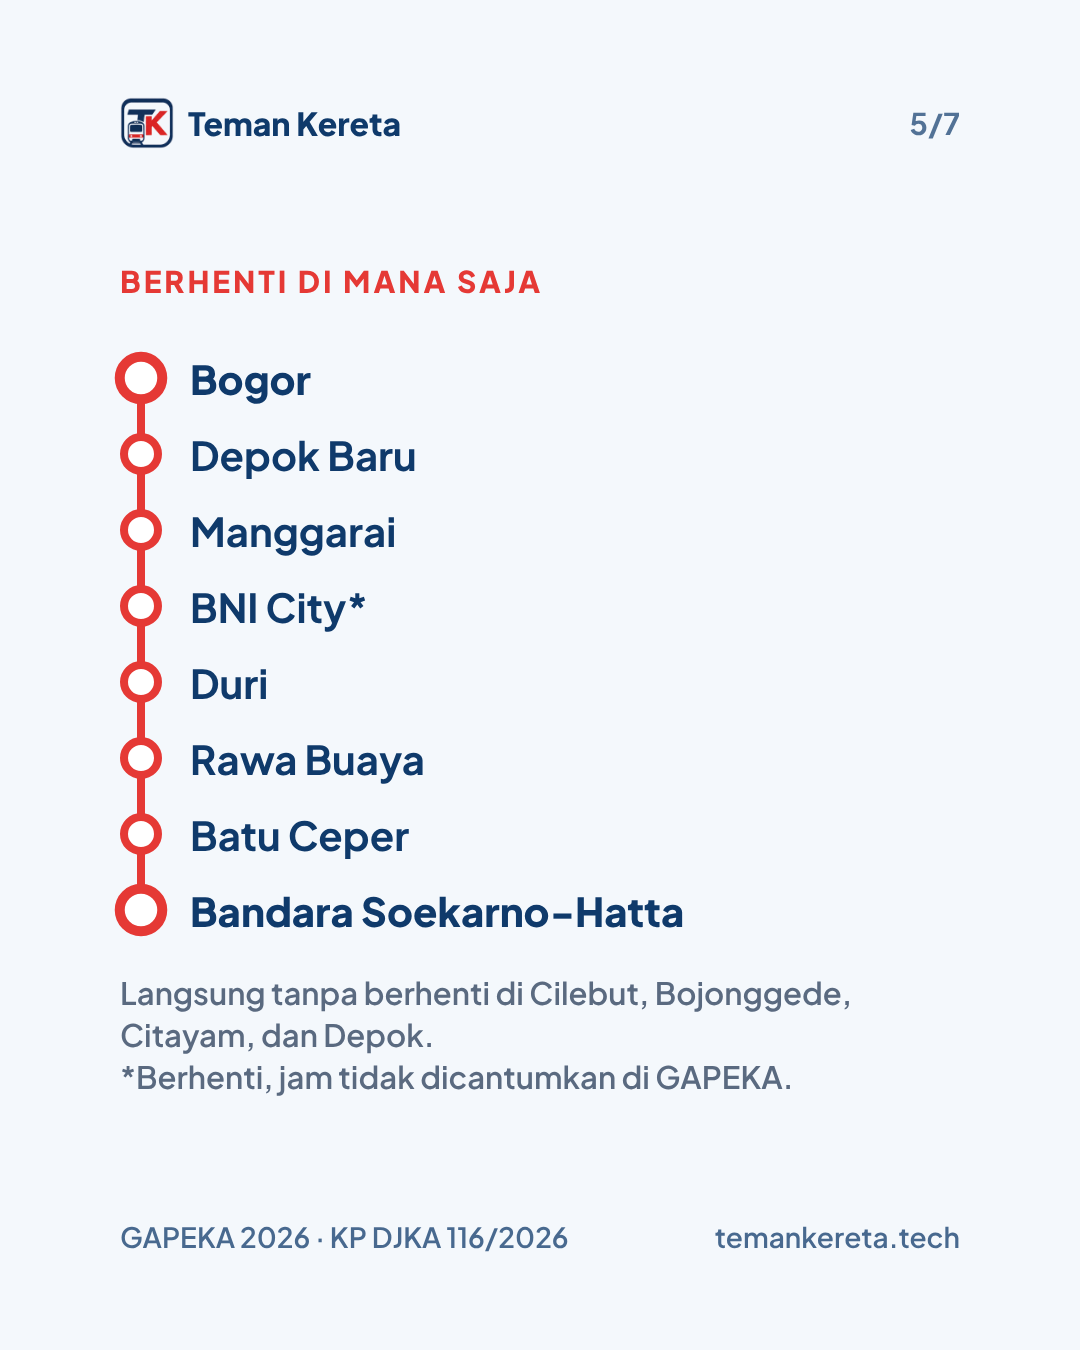 TK Teman Kereta
5/7
BERHENTI DI MANA SAJA
Bogor
Depok Baru
Manggarai
BNI City*
Duri
Rawa Buaya
Batu Ceper
Bandara Soekarno–Hatta
Langsung tanpa berhenti di Cilebut, Bojonggede,
Citayam, dan Depok.
*Berhenti, jam tidak dicantumkan di GAPEKA.
GAPEKA 2026 · KP DJKA 116/2026
temankereta.tech